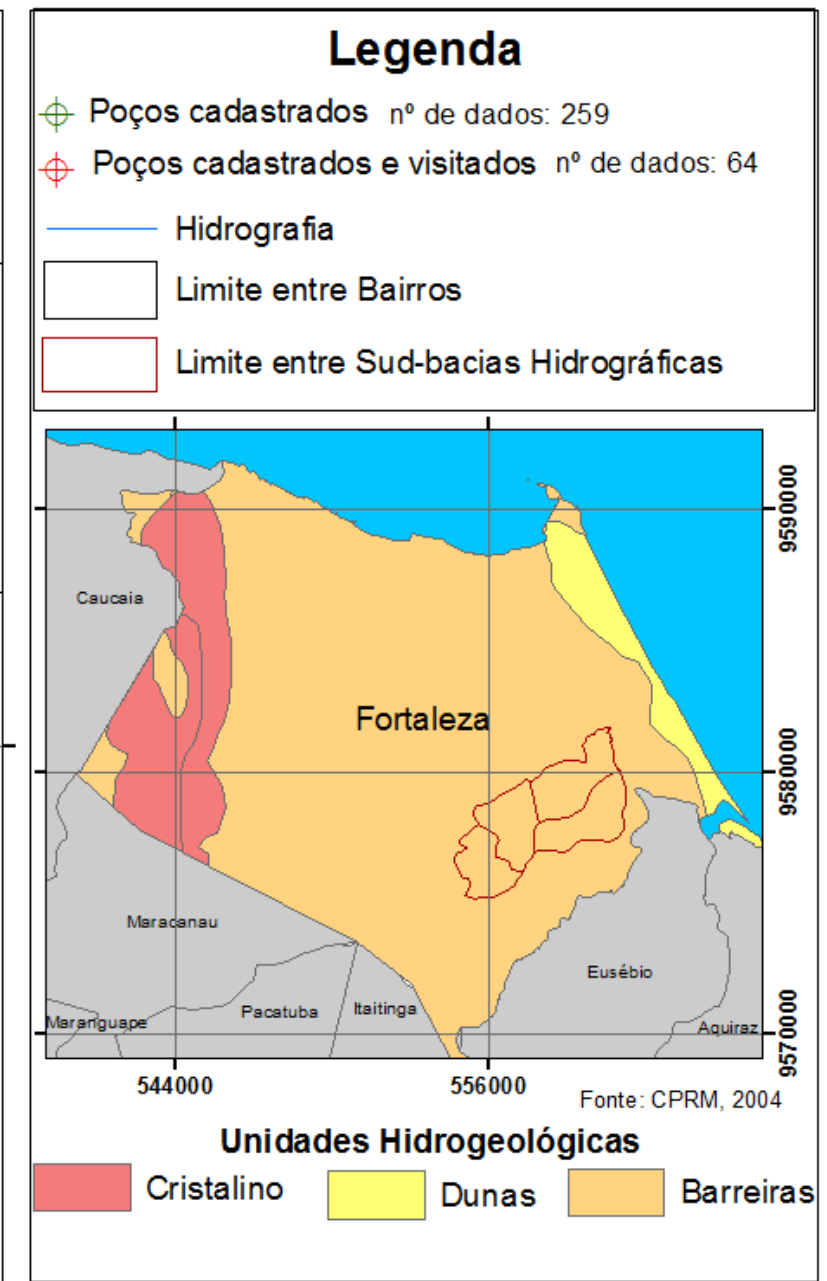 Legenda
Poços cadastrados nº de dados: 259
Poços cadastrados e visitados nº de dados: 64
Hidrografia
Limite entre Bairros
Limite entre Sud-bacias Hidrográficas
9590000
Caucaia
Fortaleza
9580000
Maracanau
Eusébio
Pacatuba
Itaitinga
Maranguape
Aquiraz
9570000
544000
556000
Fonte: CPRM, 2004
Unidades Hidrogeológicas
Cristalino
Dunas
Barreiras